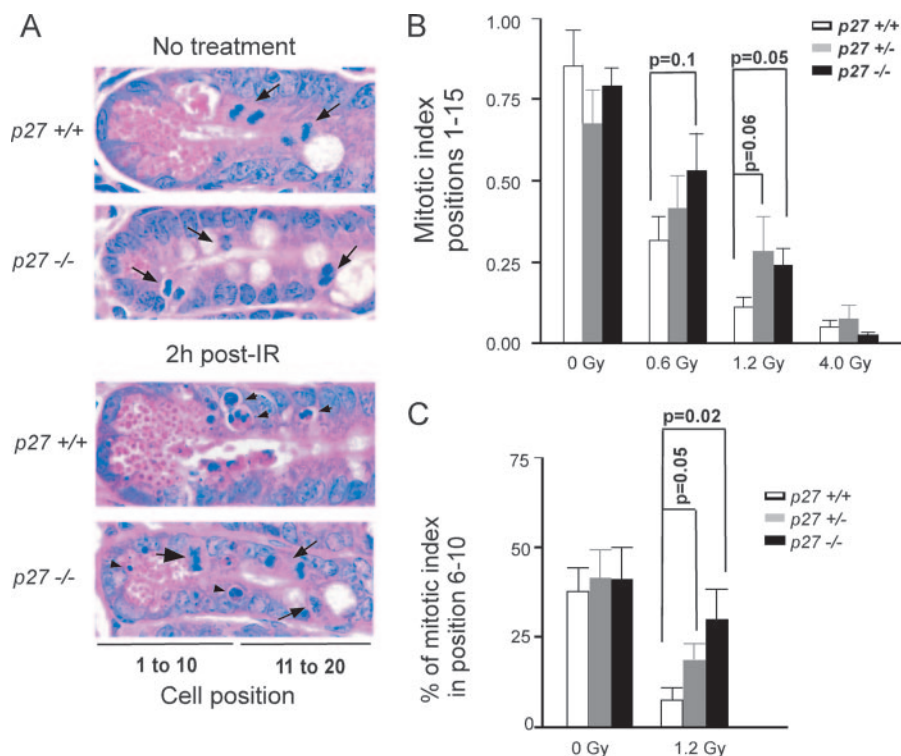 A
No treatment
p27 +/+
p27 -/-
2h post-IR
p27 +/+
p27 -/-
1 to 10
11 to 20
Cell position
B
p27 +/+
p27 +/-
p27 -/-
p=0.1
p=0.05
p=0.06
1.00
0.75
0.50
0.25
0.00
Mitotic index
positions 1-15
0 Gy
0.6 Gy
1.2 Gy
4.0 Gy
C
p=0.02
p=0.05
p27 +/+
p27 +/-
p27 -/-
75
50
25
0
% of mitotic index
in position 6-10
0 Gy
1.2 Gy